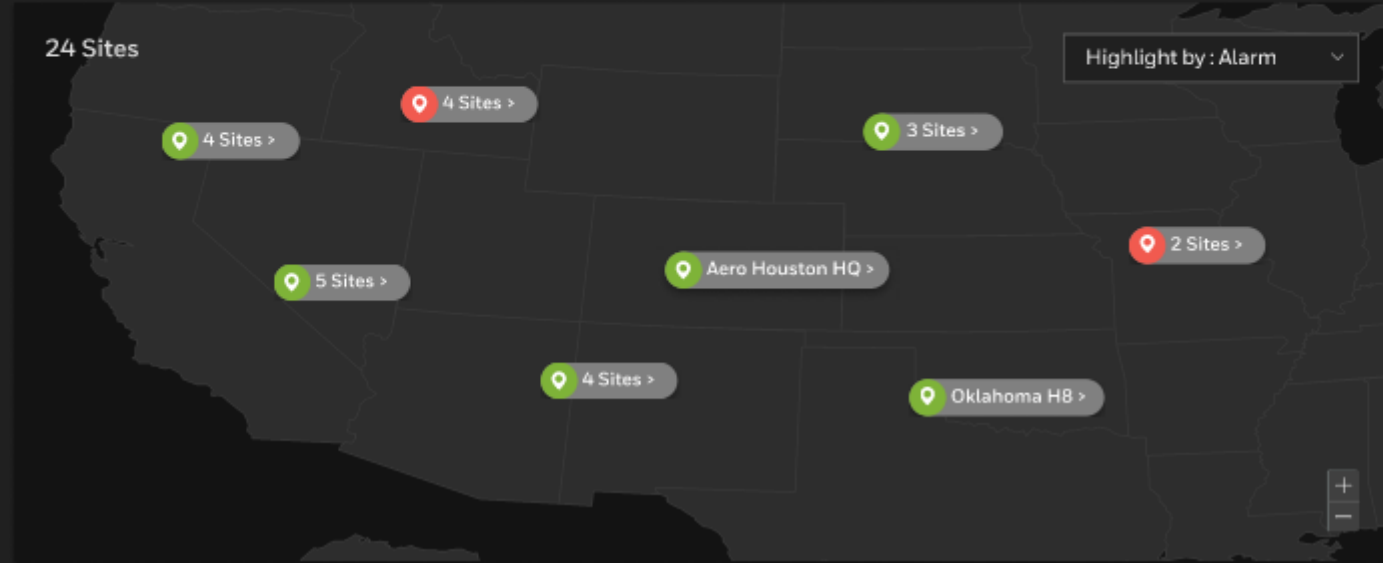 24 Sites
Highlight by : Alarm
4 Sites >
4 Sites >
3 Sites >
2 Sites >
5 Sites >
Aero Houston HQ >
4 Sites >
Oklahoma H8 >
+
−